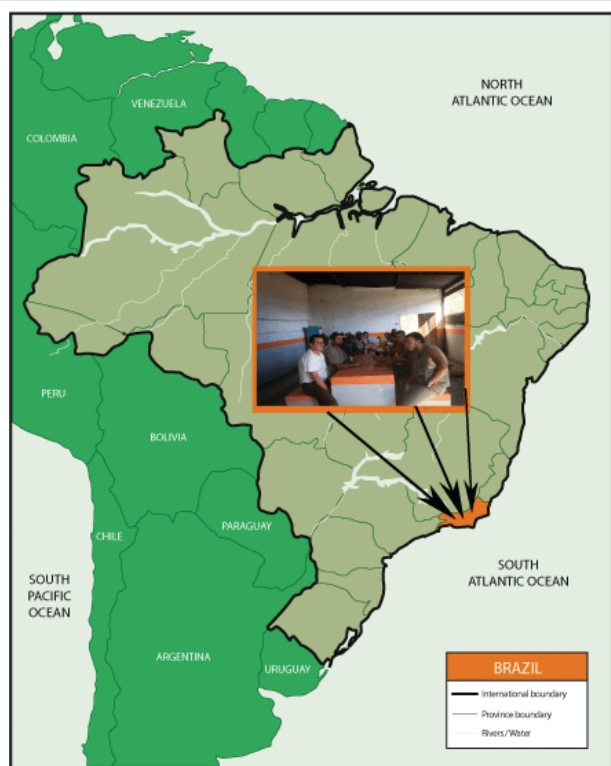 NORTH
ATLANTIC OCEAN
VENEZUELA
COLOMBIA
PERU
BOLIVIA
PARAGUAY
CHILE
SOUTH
PACIFIC
OCEAN
SOUTH
ATLANTIC OCEAN
ARGENTINA
URUGUAY
BRAZIL
International boundary
Province boundary
Rivers/Water